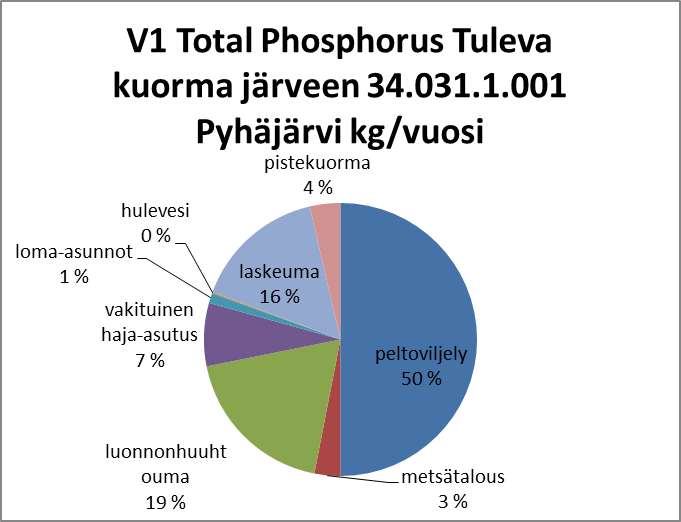 V1 Total Phosphorus Tuleva
kuorma järveen 34.031.1.001
Pyhäjärvi kg/vuosi
pistekuorma
4 %
hulevesi
0 %
loma-asunnot
1 %
laskeuma
16 %
vakituinen
haja-asutus
7 %
peltoviljely
50 %
luonnonhuuht
ouma
19 %
metsätalous
3 %